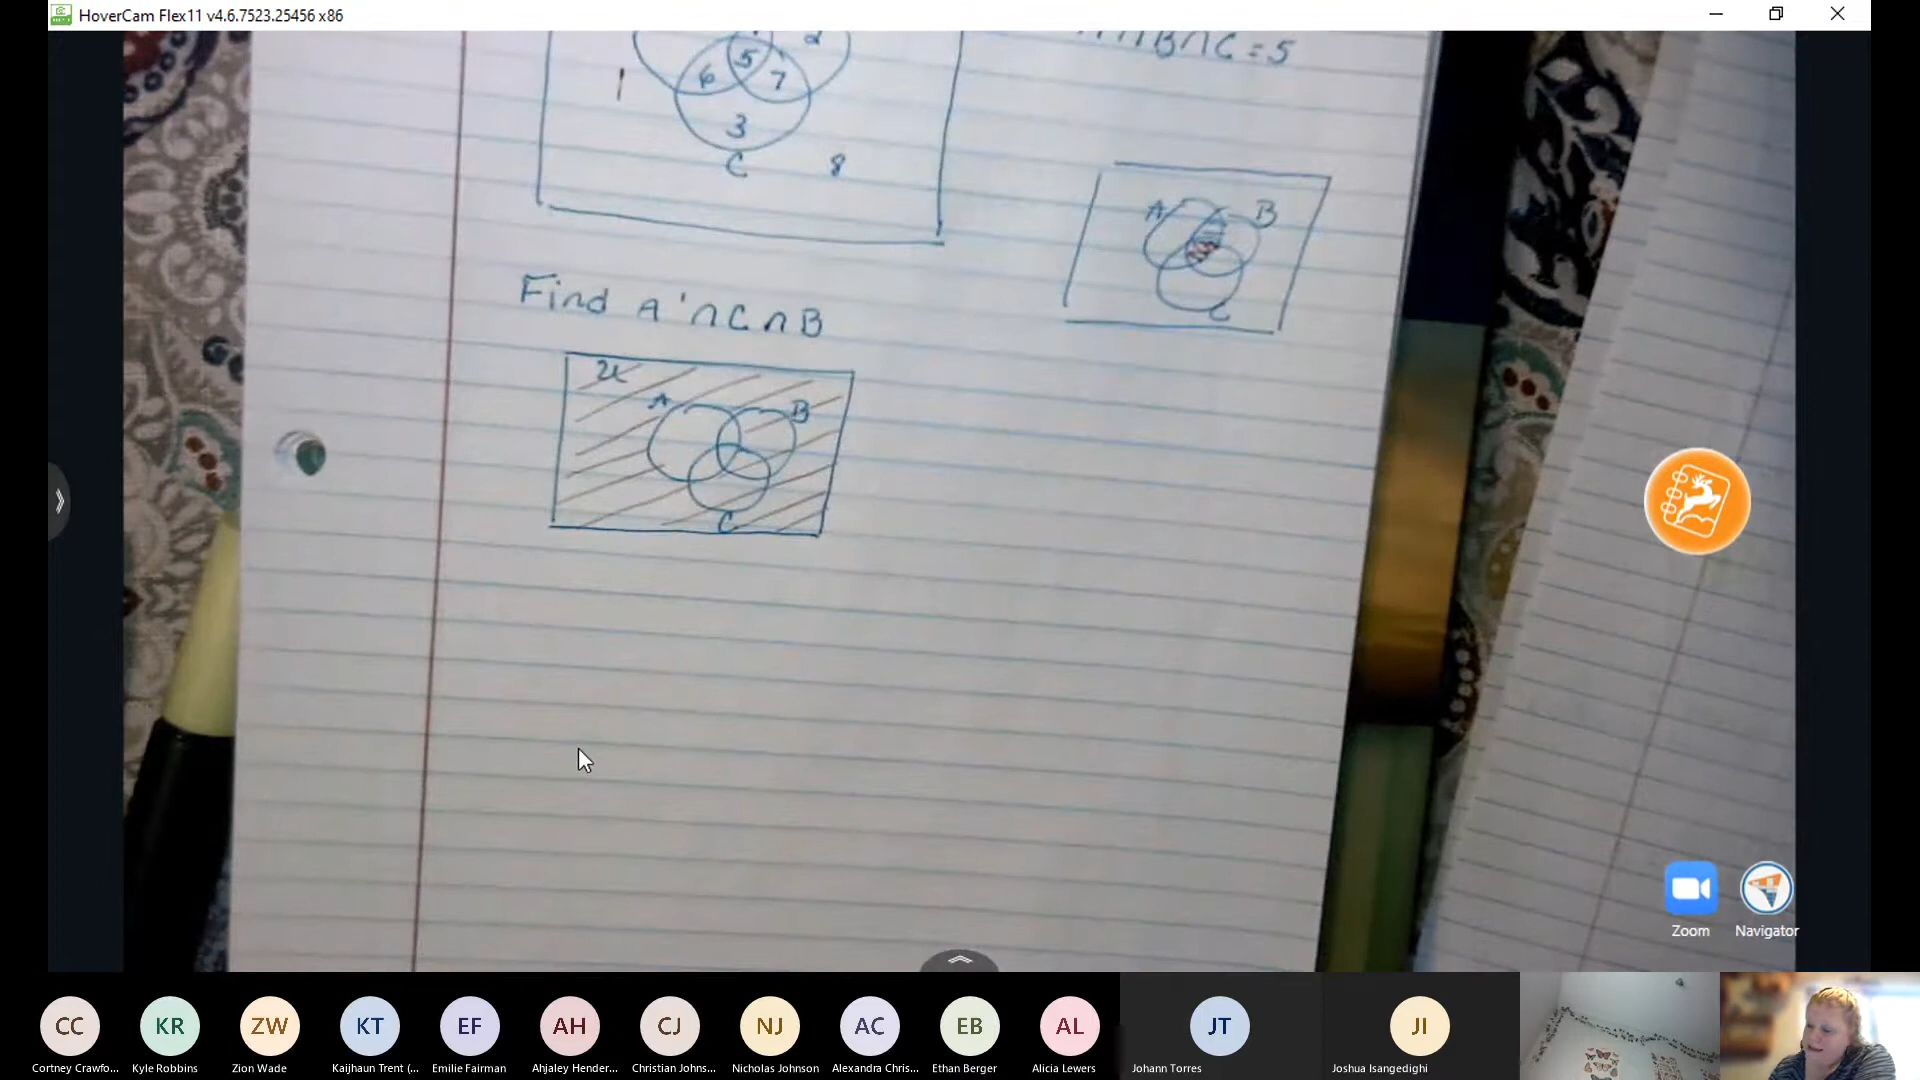 HoverCam Flex11 v4.6.7523.25456 x86
B∩C = 5
2
5
6
7
1
3
C
8
A
B
C
Find A'∩C∩B
U
A
B
C
Zoom
Navigator
CC
KR
ZW
KT
EF
AH
CJ
NJ
AC
EB
AL
JT
JI
Cortney Crawfo...
Kyle Robbins
Zion Wade
Kaijhaun Trent (...
Emilie Fairman
Ahjaley Hender...
Christian Johns...
Nicholas Johnson
Alexandra Chris...
Ethan Berger
Alicia Lewers
Johann Torres
Joshua Isangedighi